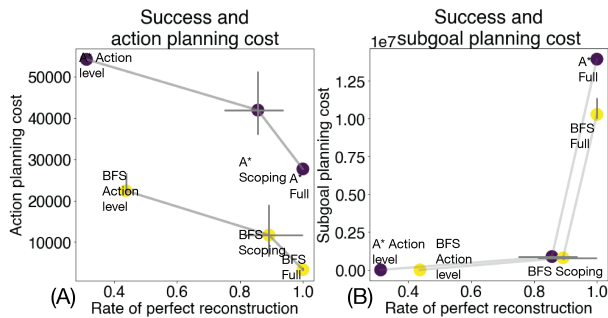 Success and
action planning cost
Action planning cost
50000
40000
30000
20000
10000
A* Action
level
A*
Scoping
A*
Full
BFS
Action
level
BFS
Scoping
BFS
Full
0.4
0.6
0.8
1.0
(A)
Rate of perfect reconstruction
Success and
subgoal planning cost
1e7
Subgoal planning cost
1.25
1.00
0.75
0.50
0.25
0.00
A*
Full
BFS
Full
A* Action
level
BFS
Action
level
BFS Scoping
0.4
0.6
0.8
1.0
(B)
Rate of perfect reconstruction